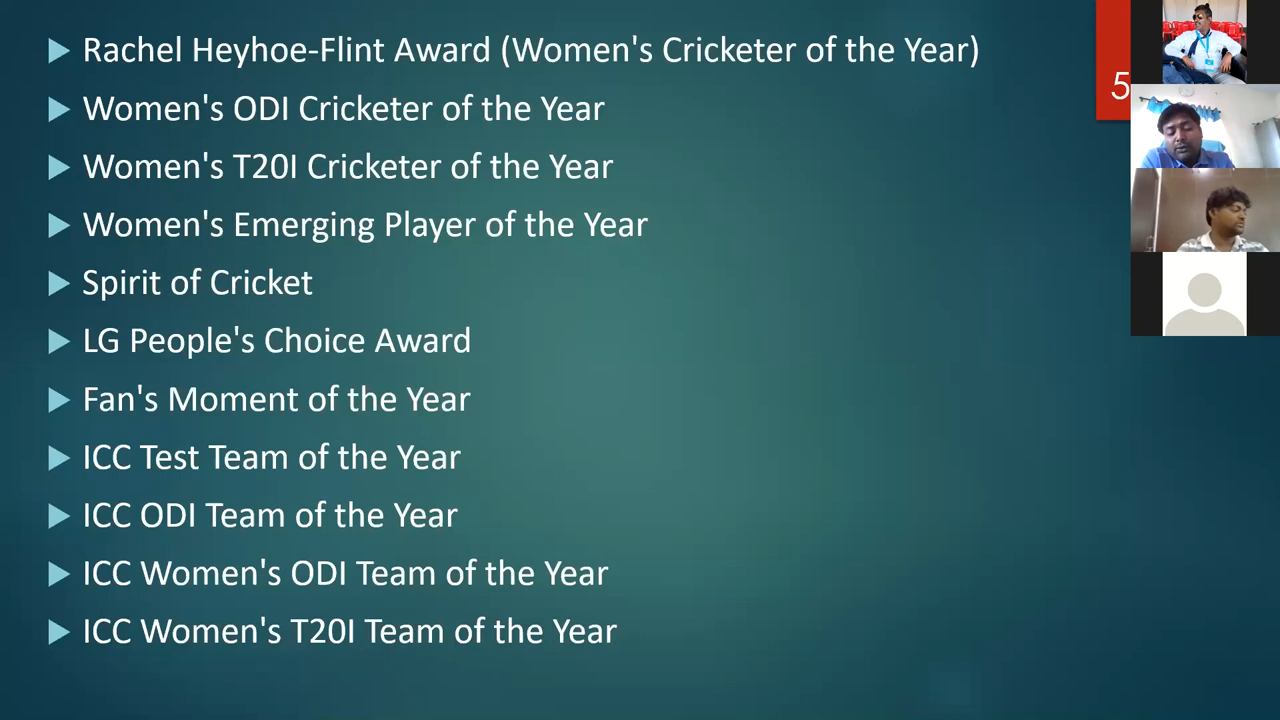 Rachel Heyhoe-Flint Award (Women's Cricketer of the Year)
Women's ODI Cricketer of the Year
Women's T20I Cricketer of the Year
Women's Emerging Player of the Year
Spirit of Cricket
LG People's Choice Award
Fan's Moment of the Year
ICC Test Team of the Year
ICC ODI Team of the Year
ICC Women's ODI Team of the Year
ICC Women's T20I Team of the Year
5